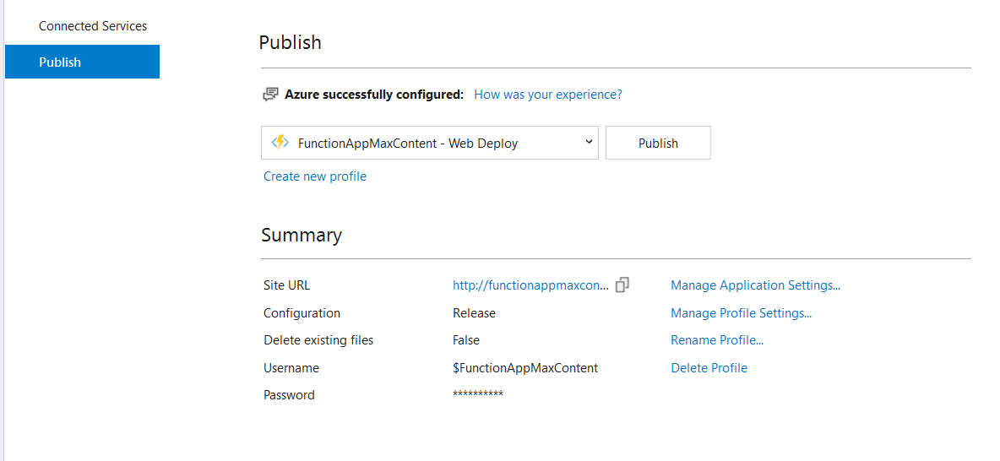 Connected Services
Publish
Publish
Azure successfully configured: How was your experience?
FunctionAppMaxContent - Web Deploy Publish
Create new profile
Summary
Site URL http://functionappmaxcon... Manage Application Settings...
Configuration Release Manage Profile Settings...
Delete existing files False Rename Profile...
Username $FunctionAppMaxContent Delete Profile
Password **********